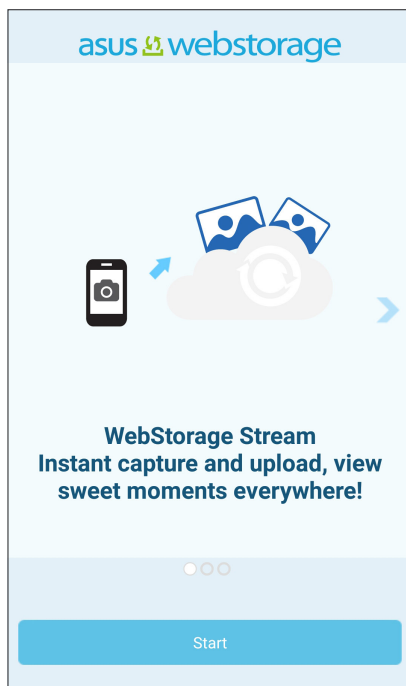 asus webstorage
WebStorage Stream
Instant capture and upload, view
sweet moments everywhere!
Start